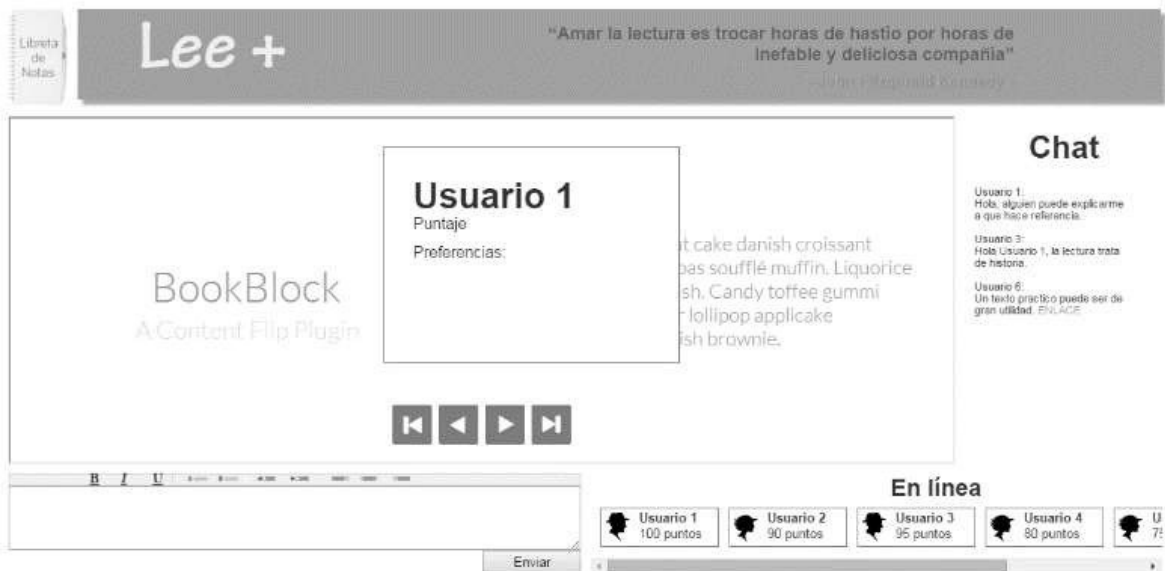 Libreta
de
Notas
Lee +
“Amar la lectura es trocar horas de hastio por horas de
inefable y deliciosa compañia”
Chat
Usuario 1:
Hola, alguien puede explicarme
a que hace referencia.
Usuario 3:
Hola Usuario 1, la lectura trata
de historia.
Usuario 6:
Un texto practico puede ser de
gran utilidad. ENLACE
Usuario 1
Puntaje
Preferencias:
BookBlock
A Content Flip Plugin
cake danish croissant
soufflé muffin. Liquorice
Candy toffee gummi
lollipop applicake
brownie.
B I U
Enviar
En línea
Usuario 1
100 puntos
Usuario 2
90 puntos
Usuario 3
95 puntos
Usuario 4
80 puntos